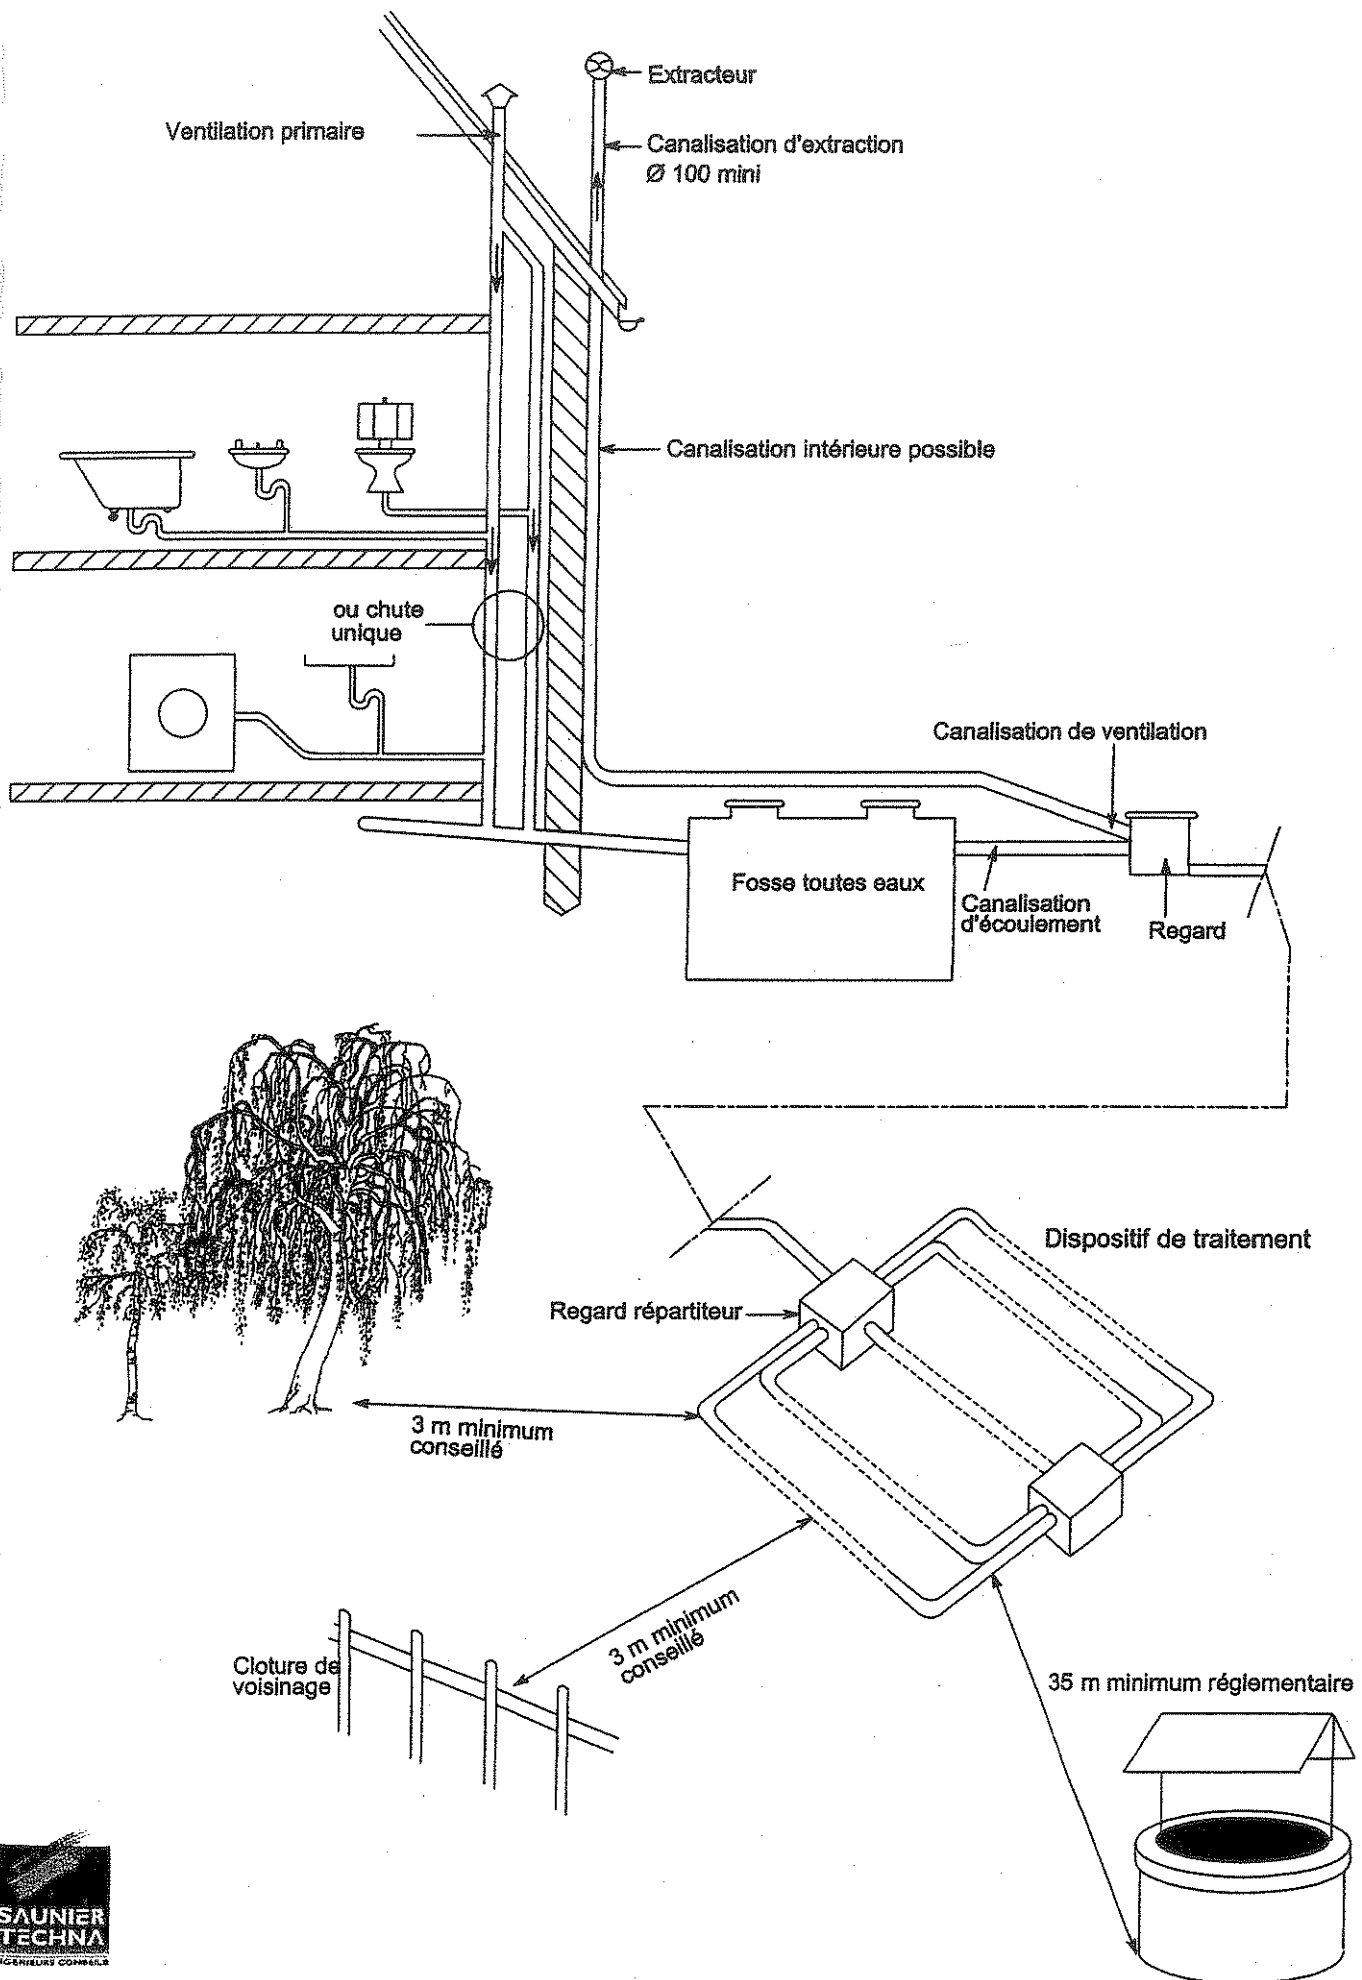 Extracteur
Ventilation primaire
Canalisation d'extraction
Ø 100 mini
Canalisation intérieure possible
ou chute
unique
Canalisation de ventilation
Fosse toutes eaux
Canalisation
d'écoulement
Regard
Dispositif de traitement
Regard répartiteur
3 m minimum
conseillé
3 m minimum
conseillé
Cloture de
voisinage
35 m minimum réglementaire
SAUNIER
TECHNA
INGENIEURS CONSEILS